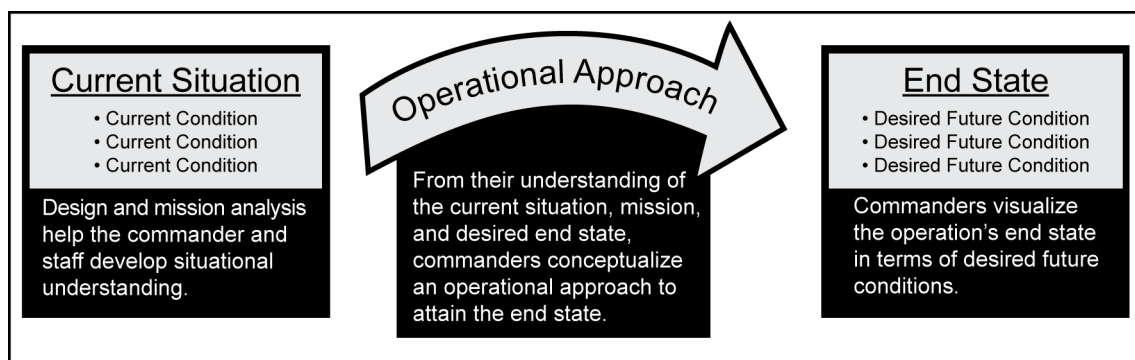 Current Situation
• Current Condition
• Current Condition
• Current Condition
Design and mission analysis
help the commander and
staff develop situational
understanding.
Operational Approach
From their understanding of
the current situation, mission,
and desired end state,
commanders conceptualize
an operational approach to
attain the end state.
End State
• Desired Future Condition
• Desired Future Condition
• Desired Future Condition
Commanders visualize
the operation's end state
in terms of desired future
conditions.